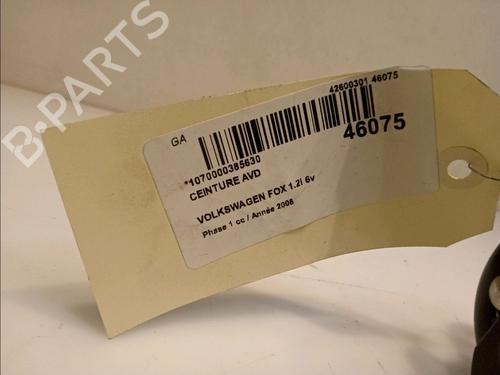 B-PARTS
GA
42600301 46075
*1070000385630
46075
CEINTURE AVD
VOLKSWAGEN FOX 1.2i 6v
Phase 1 cc / Année 2008